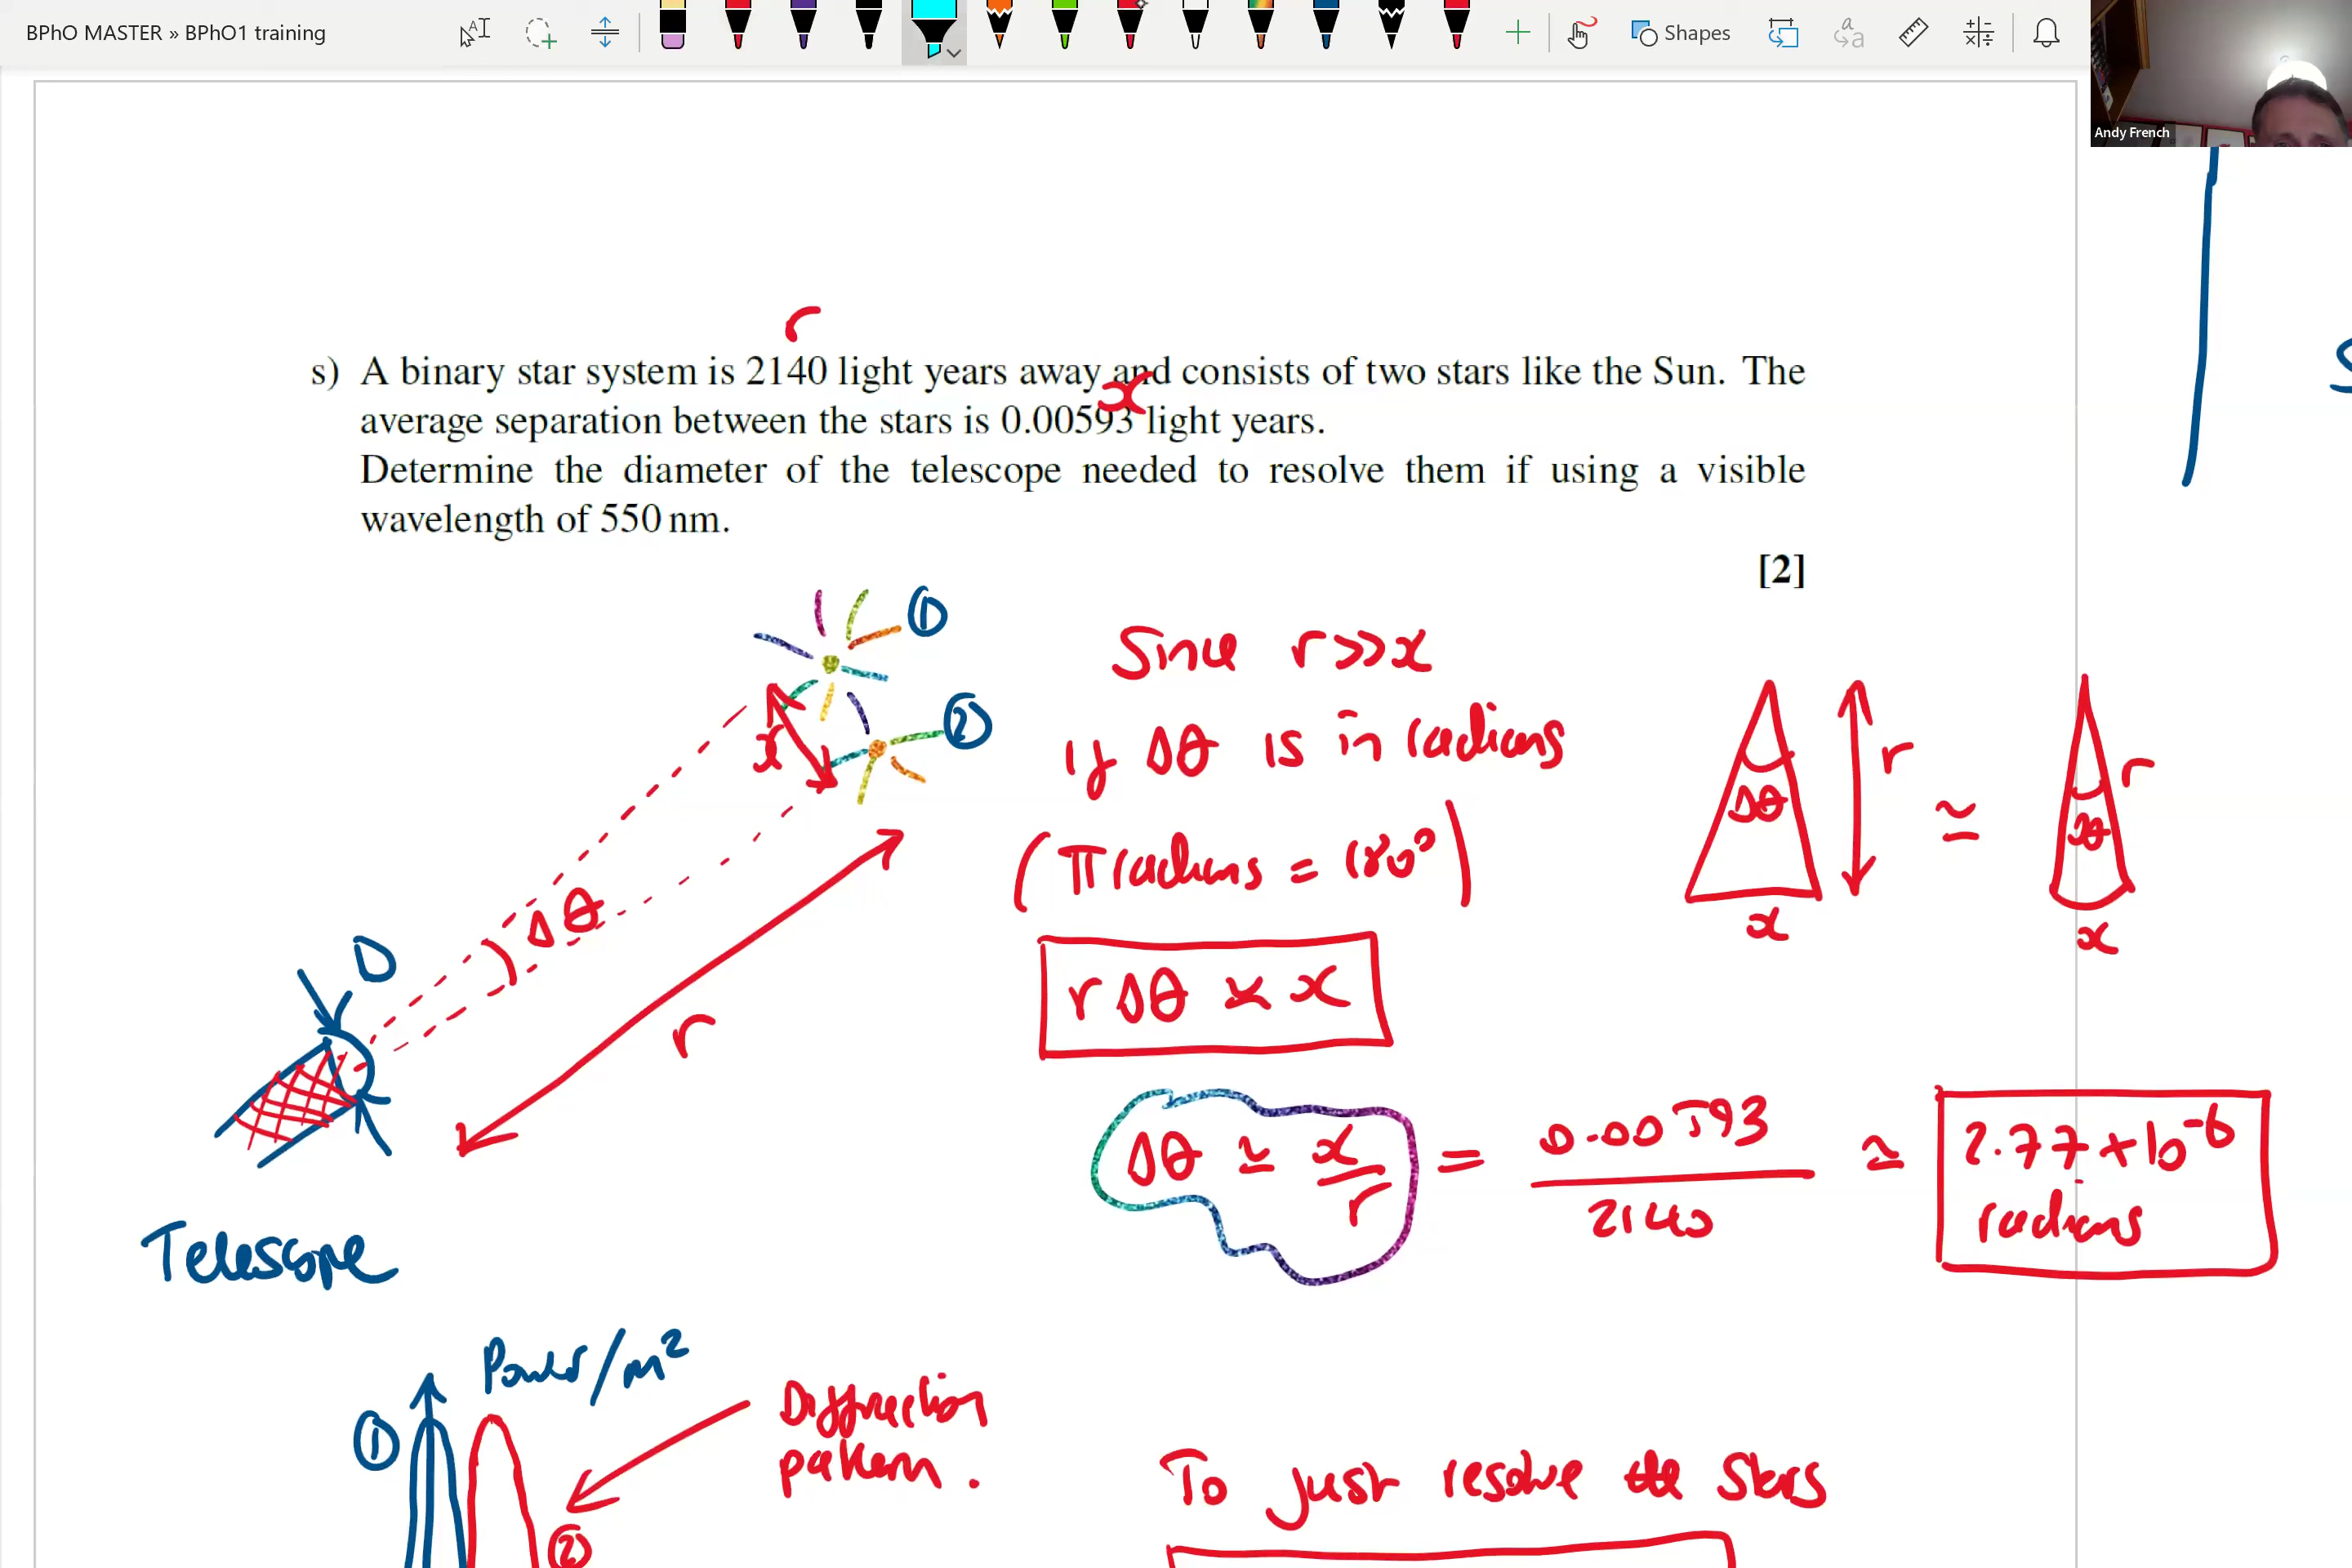 BPhO MASTER » BPhO1 training
Shapes
Andy French
r
s) A binary star system is 2140 light years away and consists of two stars like the Sun. The
x
average separation between the stars is 0.00593 light years.
Determine the diameter of the telescope needed to resolve them if using a visible
wavelength of 550 nm.
[2]
①
②
x
Δθ
D
r
Telescope
Since r>>x
if Δθ is in radians
(π radians = 180°)
r Δθ ≈ x
Δθ
r
x
≃
Δθ
r
x
Δθ ≃ x/r = 0.00593/2140 ≃ 2.77×10⁻⁶
radians
Power/m²
①
Diffraction
pattern.
②
To just resolve the stars